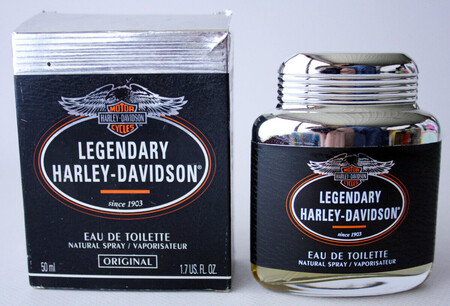 MOTOR
HARLEY-DAVIDSON
CYCLES
LEGENDARY
HARLEY-DAVIDSON®
since 1903
EAU DE TOILETTE
NATURAL SPRAY / VAPORISATEUR
ORIGINAL
50 ml
1.7 US. FL. OZ.
MOTOR
HARLEY-DAVIDSON
CYCLES
LEGENDARY
HARLEY-DAVIDSON®
since 1903
EAU DE TOILETTE
NATURAL SPRAY / VAPORISATEUR